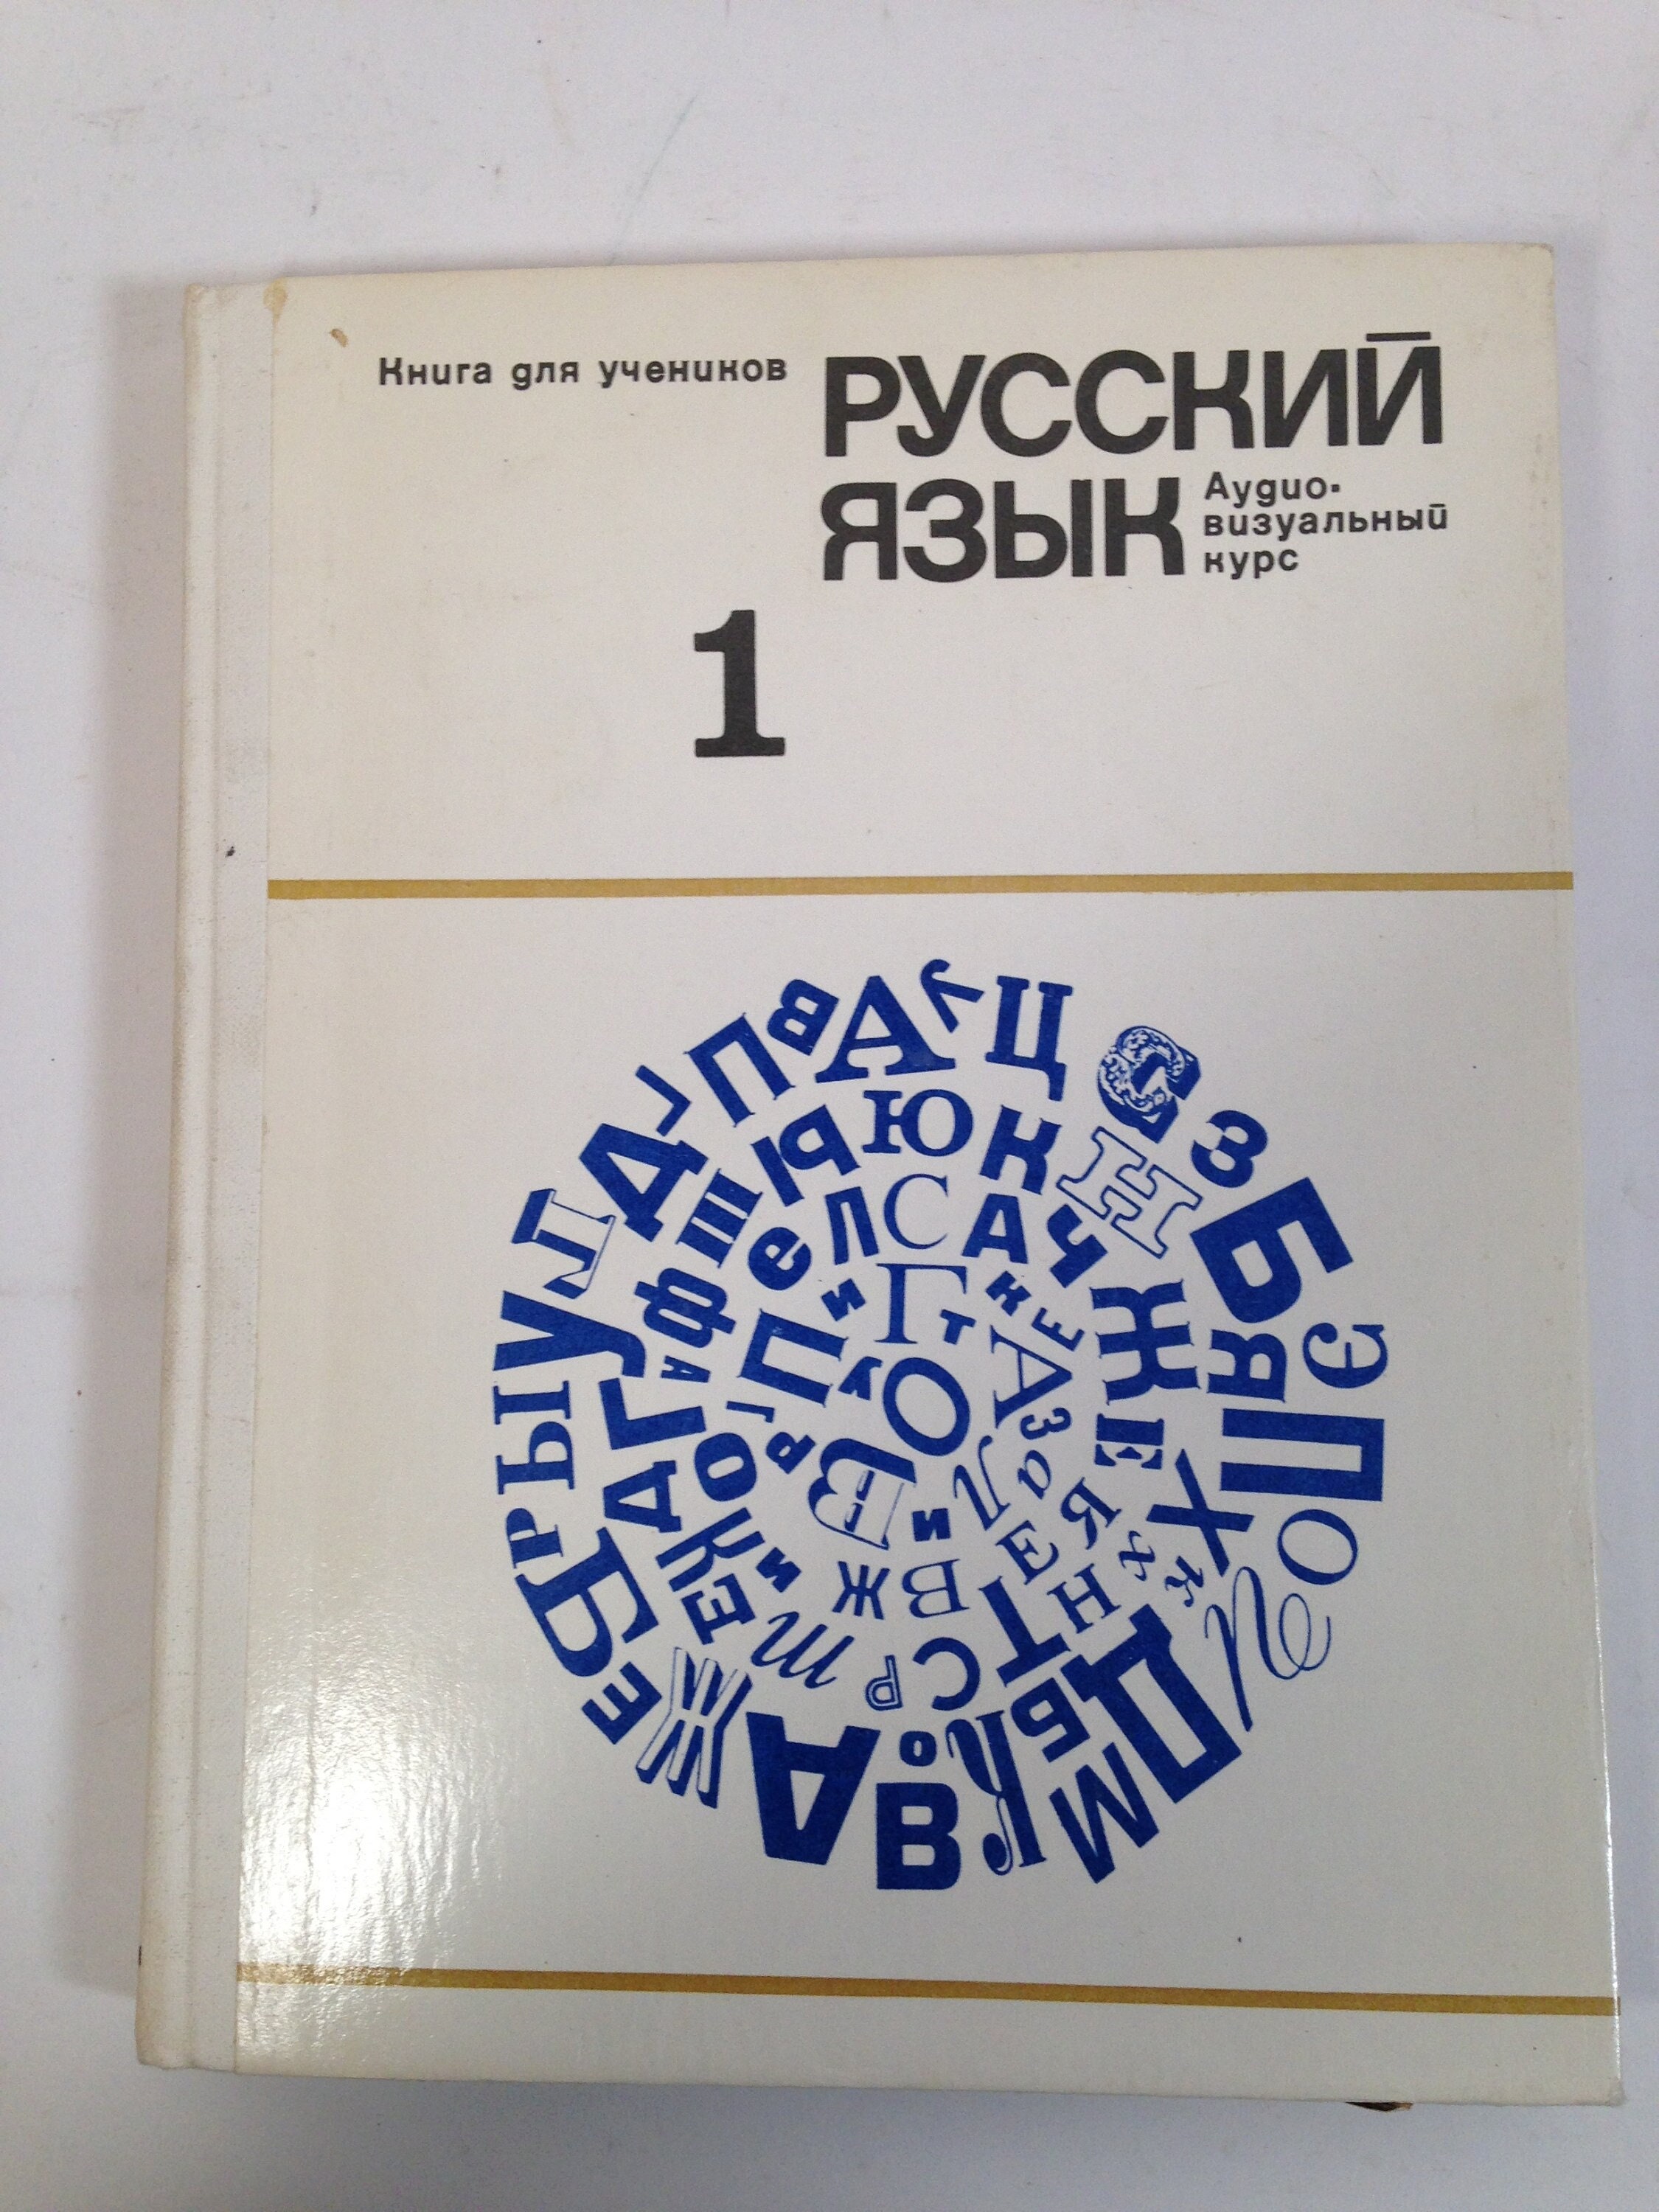 Книга для учеников
РУССКИЙ
ЯЗЫК
Аудио-
визуальный
курс
1